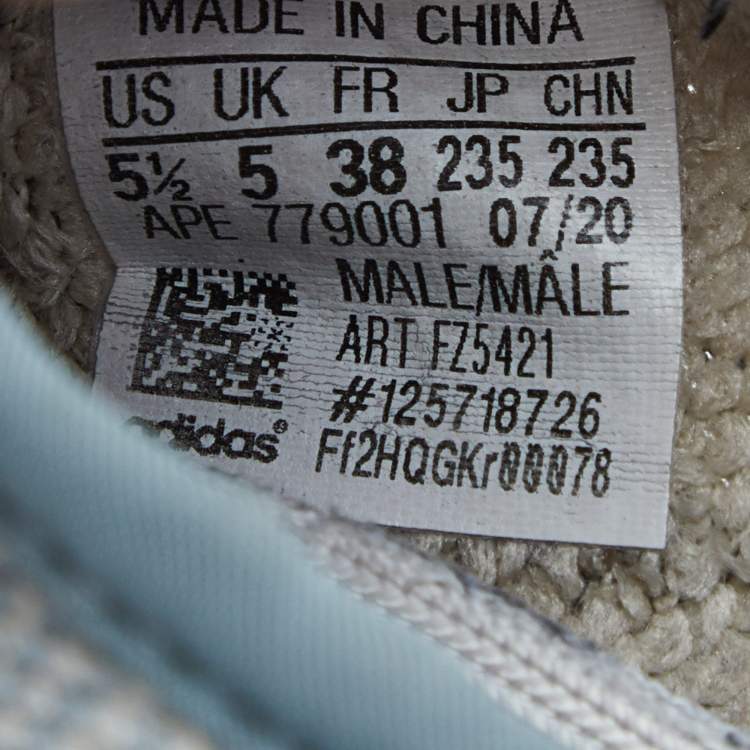 MADE IN CHINA
US UK FR JP CHN
5½ 5 38 235 235
APE 779001 07/20
MALE/MÂLE
ART FZ5421
#125718726
Ff2HQGKr00078
adidas®